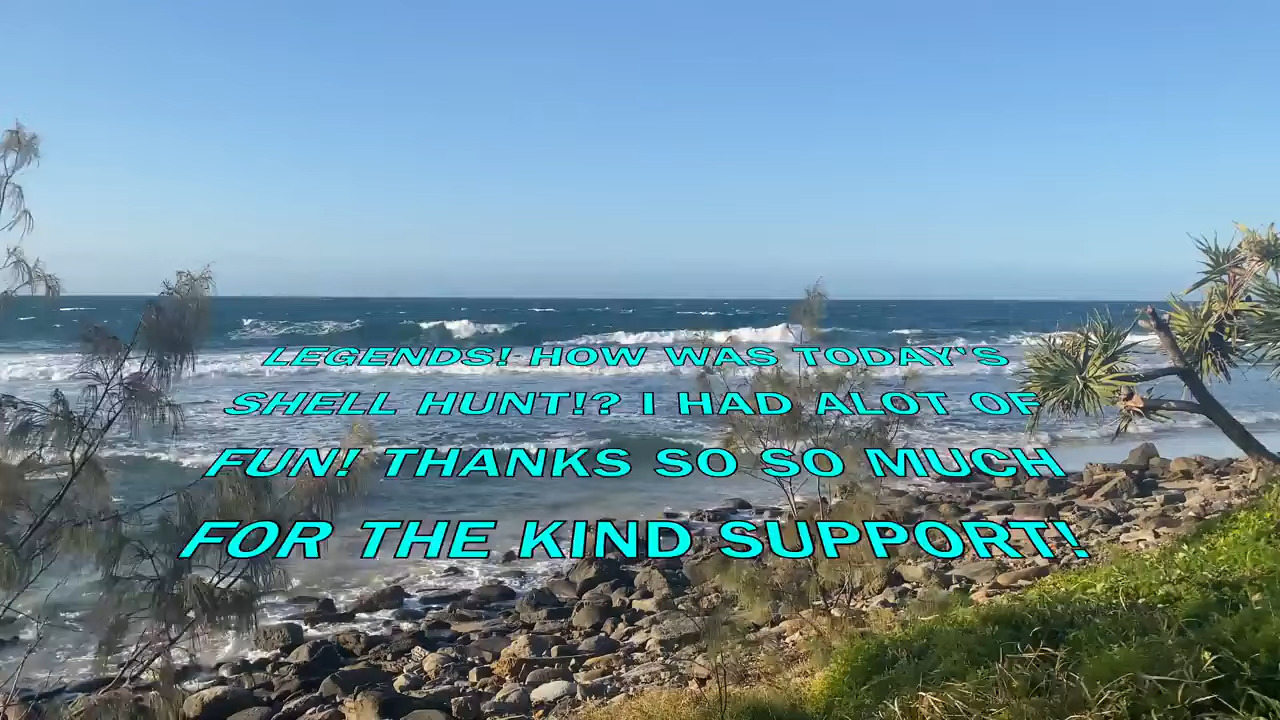 LEGENDS! HOW WAS TODAY'S
SHELL HUNT!? I HAD ALOT OF
FUN! THANKS SO SO MUCH
FOR THE KIND SUPPORT!